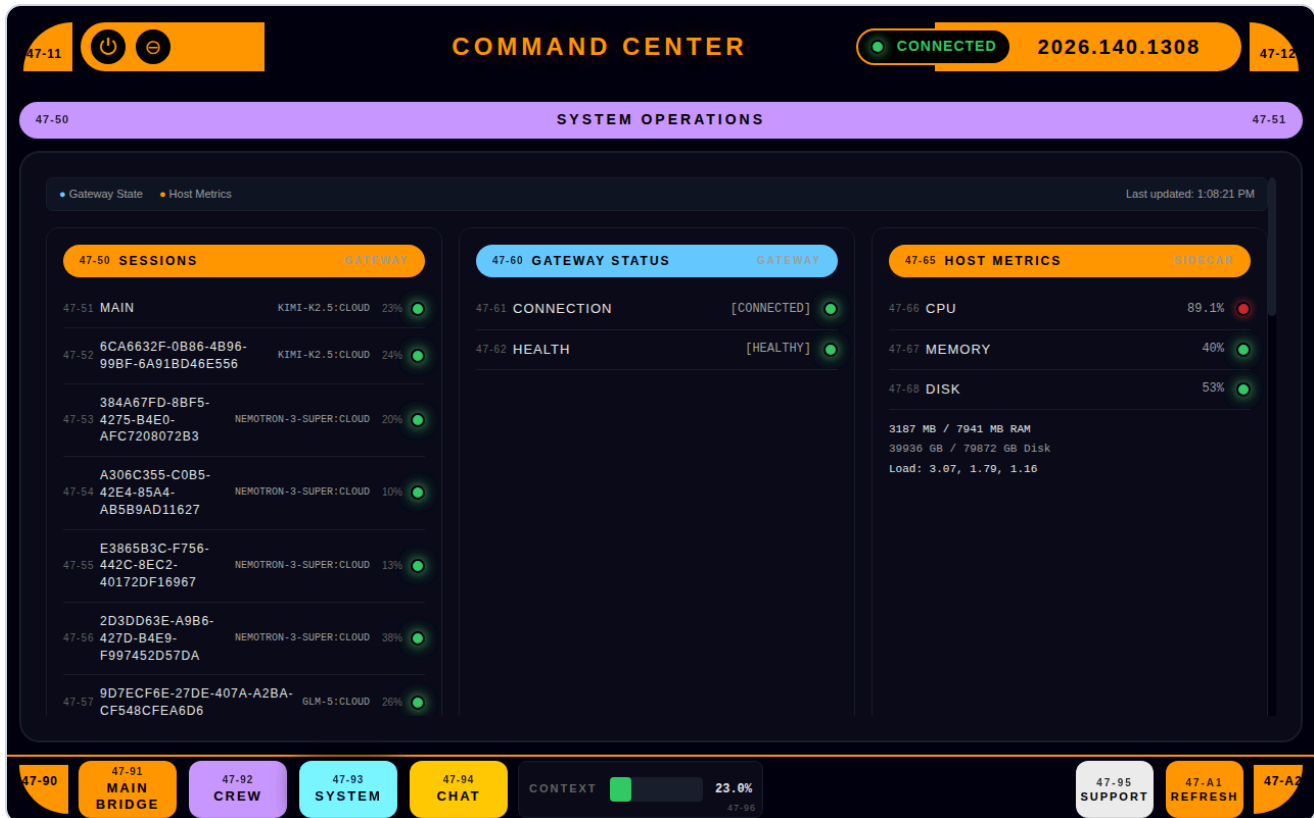 47-11
COMMAND CENTER
CONNECTED
2026.140.1308
47-12
47-50
SYSTEM OPERATIONS
47-51
Gateway State
Host Metrics
Last updated: 1:08:21 PM
47-50 SESSIONS GATEWAY
47-51 MAIN KIMI-K2.5:CLOUD 23%
47-52 6CA6632F-0B86-4B96-
99BF-6A91BD46E556 KIMI-K2.5:CLOUD 24%
47-53 384A67FD-8BF5-
4275-B4E0-
AFC7208072B3 NEMOTRON-3-SUPER:CLOUD 20%
47-54 A306C355-C0B5-
42E4-85A4-
AB5B9AD11627 NEMOTRON-3-SUPER:CLOUD 10%
47-55 E3865B3C-F756-
442C-8EC2-
40172DF16967 NEMOTRON-3-SUPER:CLOUD 13%
47-56 2D3DD63E-A9B6-
427D-B4E9-
F997452D57DA NEMOTRON-3-SUPER:CLOUD 38%
47-57 9D7ECF6E-27DE-407A-A2BA-
CF548CFEA6D6 GLM-5:CLOUD 26%
47-60 GATEWAY STATUS GATEWAY
47-61 CONNECTION [CONNECTED]
47-62 HEALTH [HEALTHY]
47-65 HOST METRICS SIDECAR
47-66 CPU 89.1%
47-67 MEMORY 40%
47-68 DISK 53%
3187 MB / 7941 MB RAM
39936 GB / 79872 GB Disk
Load: 3.07, 1.79, 1.16
47-90
47-91
MAIN
BRIDGE
47-92
CREW
47-93
SYSTEM
47-94
CHAT
CONTEXT 23.0%
47-96
47-95
SUPPORT
47-A1
REFRESH
47-A2